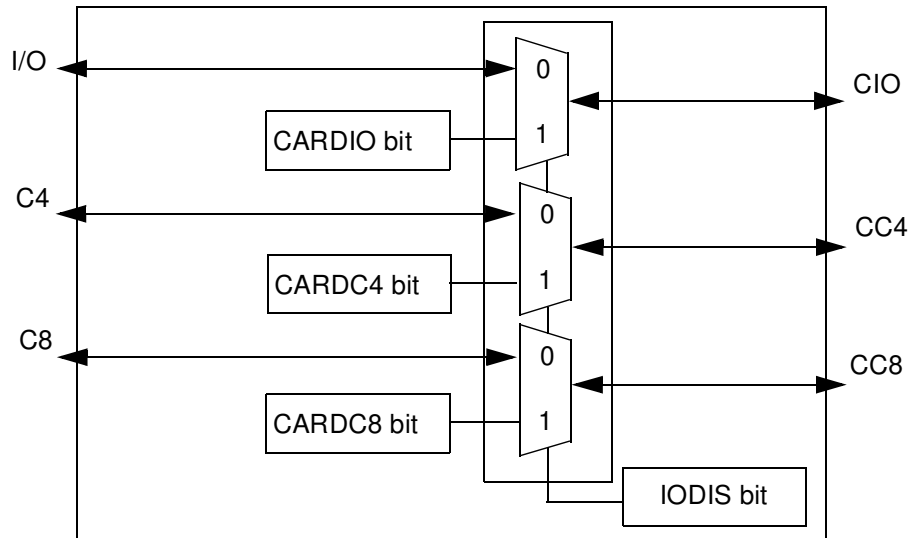 I/O
0
CIO
CARDIO bit
1
C4
0
CC4
CARDC4 bit
1
C8
0
CC8
CARDC8 bit
1
IODIS bit